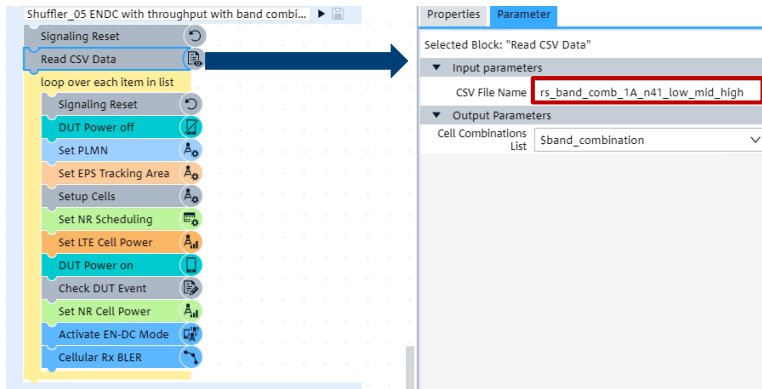 Shuffler_05 ENDC with throughput with band combi...
Signaling Reset
Read CSV Data
loop over each item in list
Signaling Reset
DUT Power off
Set PLMN
Set EPS Tracking Area
Setup Cells
Set NR Scheduling
Set LTE Cell Power
DUT Power on
Check DUT Event
Set NR Cell Power
Activate EN-DC Mode
Cellular Rx BLER
Properties Parameter
Selected Block: "Read CSV Data"
Input parameters
CSV File Name rs_band_comb_1A_n41_low_mid_high
Output Parameters
Cell Combinations
List $band_combination